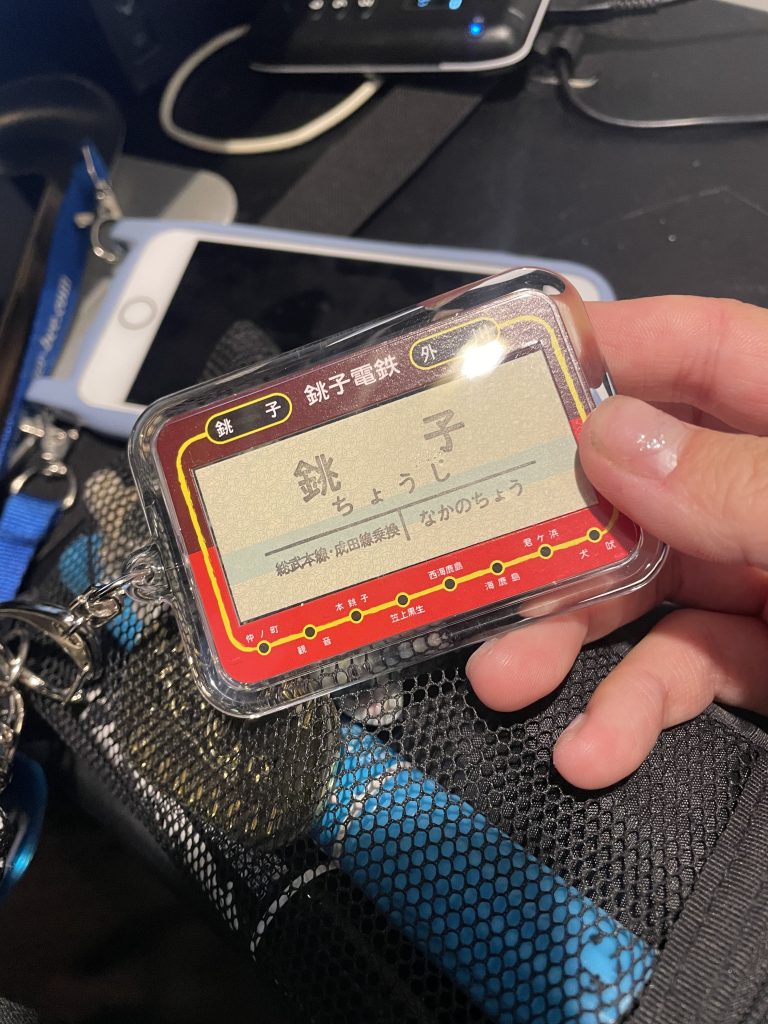 銚子
銚子電鉄
外
銚子
ちょうじ
総武本線・成田線乗換
なかのちょう
仲ノ町
観音
本銚子
笠上黒生
西海鹿島
海鹿島
君ケ浜
犬吠